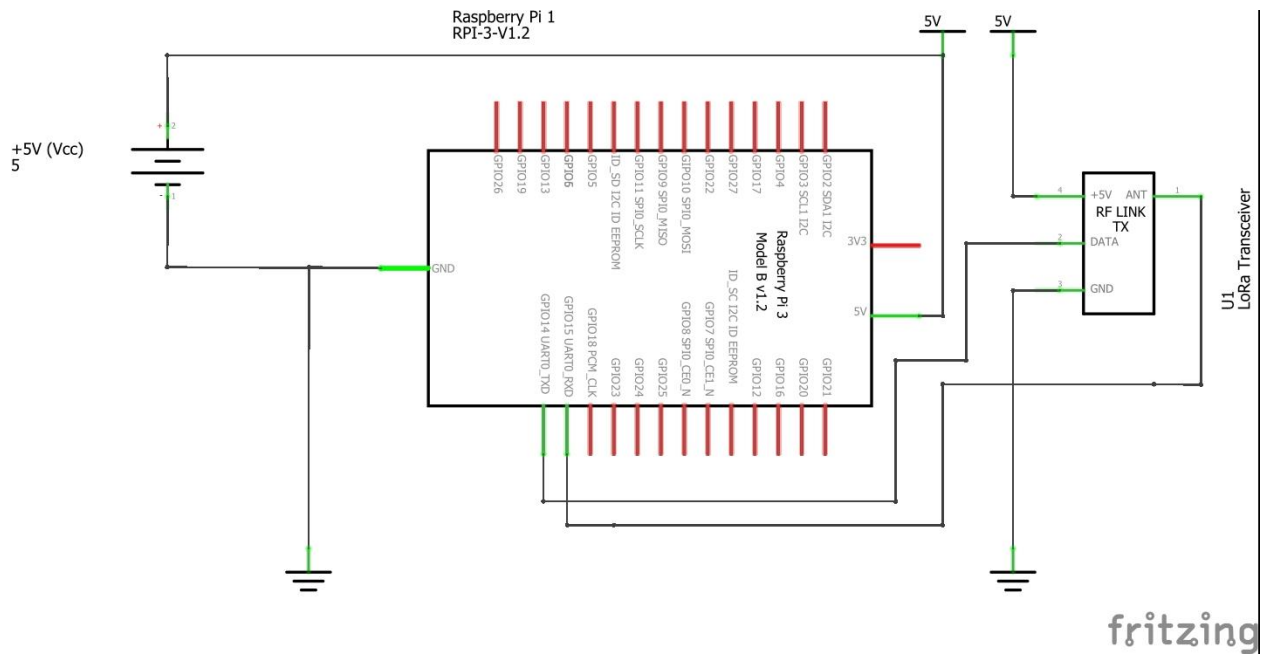 Raspberry Pi 1
RPI-3-V1.2
5V
5V
+5V (Vcc)
5
+ 2
- 1
GPIO26
GPIO19
GPIO13
GPIO6
GPIO5
ID_SD I2C ID EEPROM
GPIO11 SPI0_SCLK
GPIO9 SPI0_MISO
GIPO10 SPI0_MOSI
GPIO22
GPIO27
GPIO17
GPIO4
GPIO3 SCL1 I2C
GPIO2 SDA1 I2C
Raspberry Pi 3
Model B v1.2
3V3
5V
GND
GPIO14 UART0_TXD
GPIO15 UART0_RXD
GPIO18 PCM_CLK
GPIO23
GPIO24
GPIO25
GPIO8 SPI0_CE0_N
GPIO7 SPI0_CE1_N
ID_SC I2C ID EEPROM
GPIO12
GPIO16
GPIO20
GPIO21
4 +5V ANT 1
RF LINK
TX
2 DATA
3 GND
U1
LoRa Transceiver
fritzing